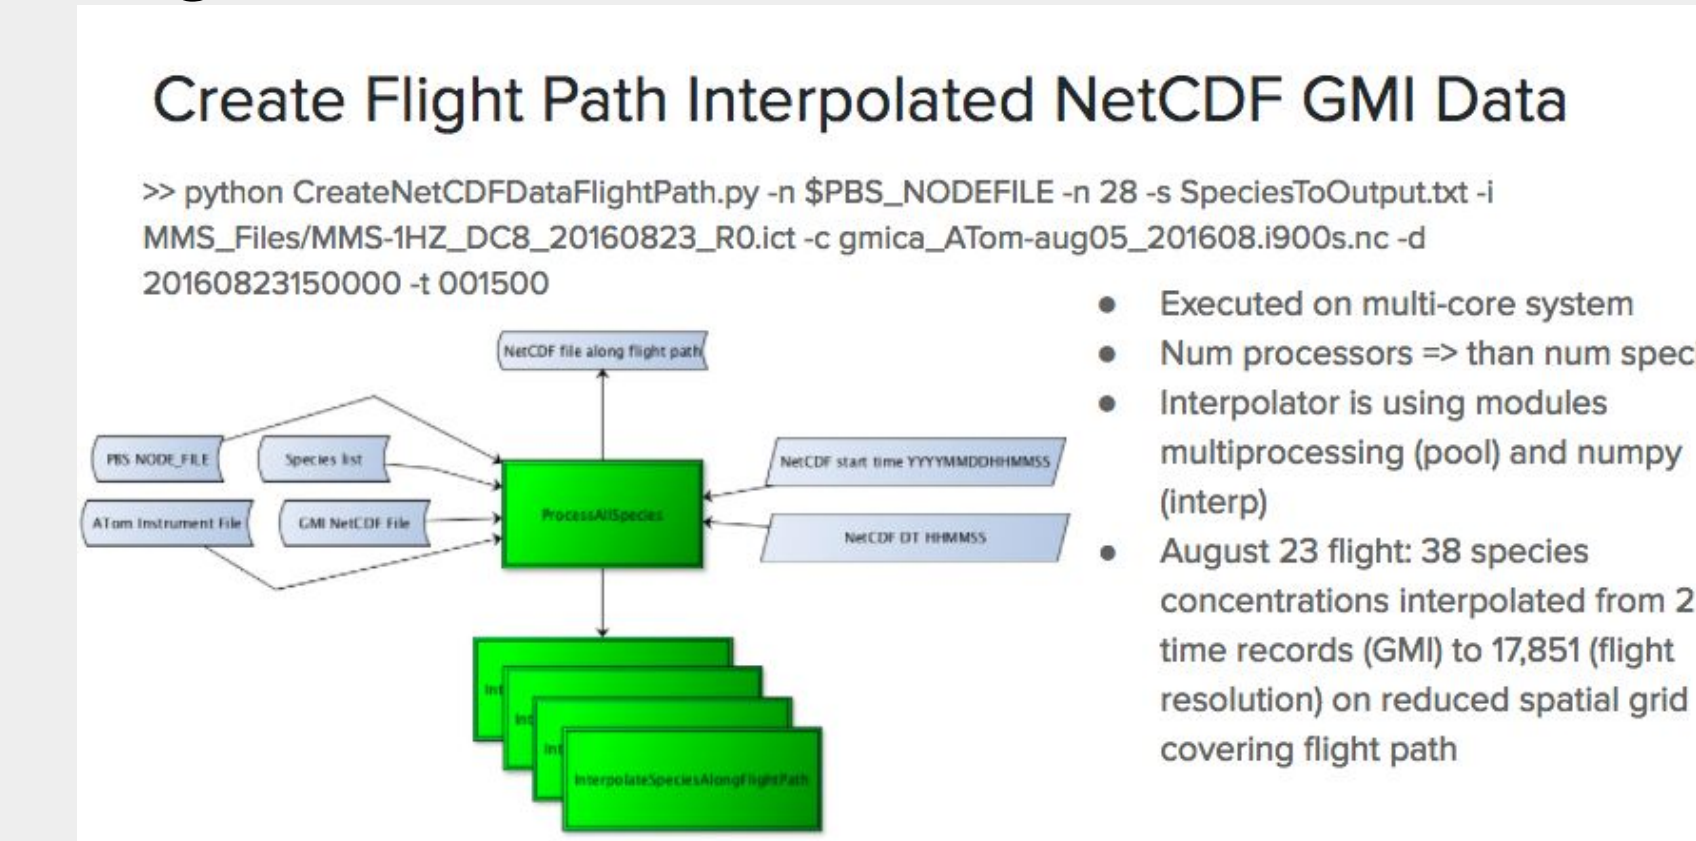 Create Flight Path Interpolated NetCDF GMI Data
>> python CreateNetCDFDataFlightPath.py -n $PBS_NODEFILE -n 28 -s SpeciesToOutput.txt -i
MMS_Files/MMS-1HZ_DC8_20160823_R0.ict -c gmica_ATom-aug05_201608.i900s.nc -d
20160823150000 -t 001500
NetCDF file along flight path
PBS NODE_FILE
Species list
ATom Instrument File
GMI NetCDF File
ProcessAllSpecies
NetCDF start time YYYYMMDDHHMMSS
NetCDF DT HHMMSS
Int
Int
Int
InterpolateSpeciesAlongFlightPath
● Executed on multi-core system
● Num processors => than num spec
● Interpolator is using modules
multiprocessing (pool) and numpy
(interp)
● August 23 flight: 38 species
concentrations interpolated from 2
time records (GMI) to 17,851 (flight
resolution) on reduced spatial grid
covering flight path